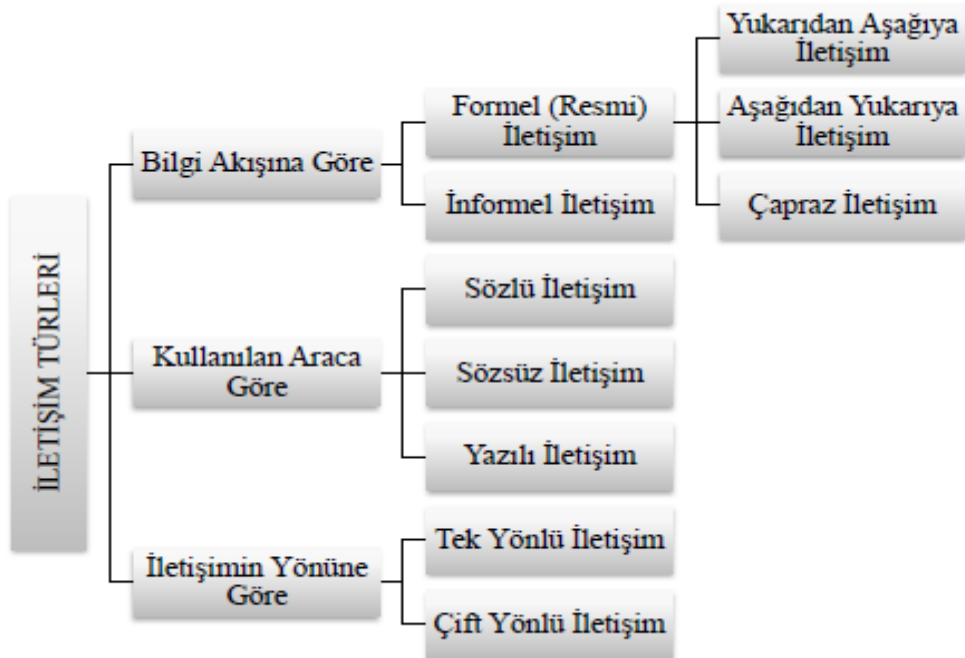 İLETİŞİM TÜRLERİ
Bilgi Akışına Göre
Formel (Resmi)
İletişim
Yukarıdan Aşağıya
İletişim
Aşağıdan Yukarıya
İletişim
Çapraz İletişim
İnformel İletişim
Kullanılan Araca
Göre
Sözlü İletişim
Sözsüz İletişim
Yazılı İletişim
İletişimin Yönüne
Göre
Tek Yönlü İletişim
Çift Yönlü İletişim